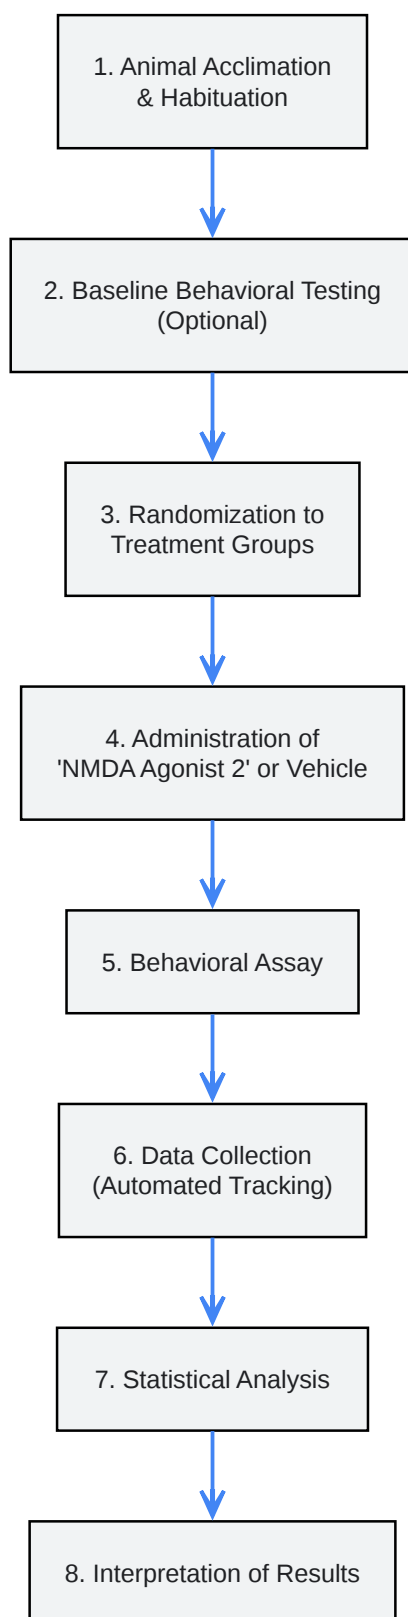 1. Animal Acclimation
& Habituation
2. Baseline Behavioral Testing
(Optional)
3. Randomization to
Treatment Groups
4. Administration of
'NMDA Agonist 2' or Vehicle
5. Behavioral Assay
6. Data Collection
(Automated Tracking)
7. Statistical Analysis
8. Interpretation of Results